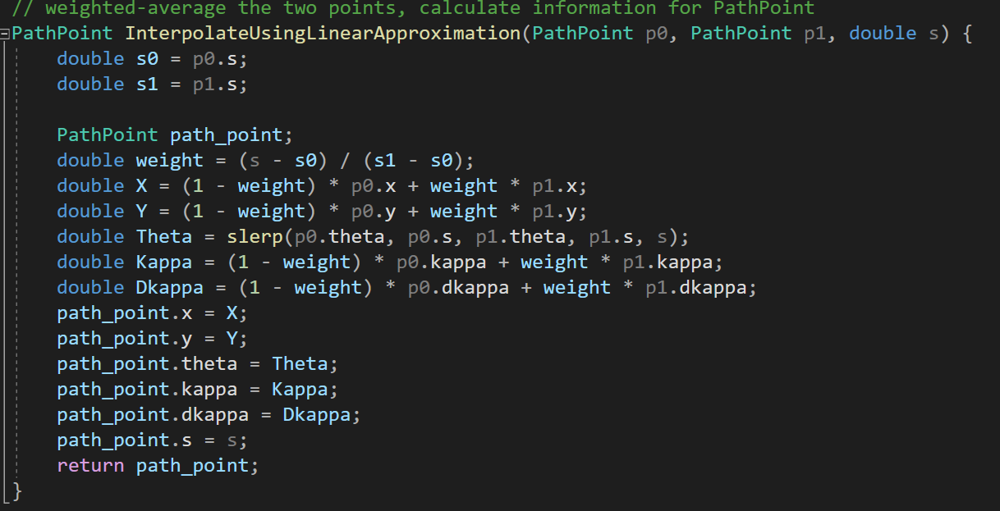 // weighted-average the two points, calculate information for PathPoint
PathPoint InterpolateUsingLinearApproximation(PathPoint p0, PathPoint p1, double s) {
    double s0 = p0.s;
    double s1 = p1.s;

    PathPoint path_point;
    double weight = (s - s0) / (s1 - s0);
    double X = (1 - weight) * p0.x + weight * p1.x;
    double Y = (1 - weight) * p0.y + weight * p1.y;
    double Theta = slerp(p0.theta, p0.s, p1.theta, p1.s, s);
    double Kappa = (1 - weight) * p0.kappa + weight * p1.kappa;
    double Dkappa = (1 - weight) * p0.dkappa + weight * p1.dkappa;
    path_point.x = X;
    path_point.y = Y;
    path_point.theta = Theta;
    path_point.kappa = Kappa;
    path_point.dkappa = Dkappa;
    path_point.s = s;
    return path_point;
}